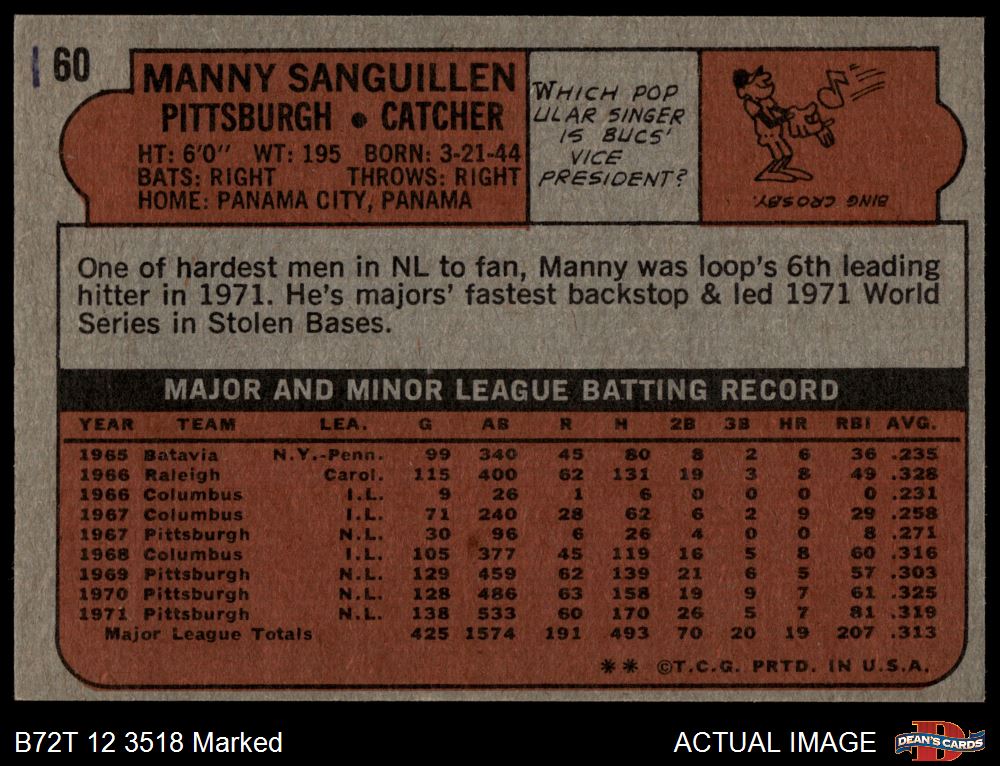 60
MANNY SANGUILLEN
PITTSBURGH • CATCHER
HT: 6'0" WT: 195 BORN: 3-21-44
BATS: RIGHT THROWS: RIGHT
HOME: PANAMA CITY, PANAMA
WHICH POP
ULAR SINGER
IS BUCS'
VICE
PRESIDENT?
BING CROSBY.
One of hardest men in NL to fan, Manny was loop's 6th leading
hitter in 1971. He's majors' fastest backstop & led 1971 World
Series in Stolen Bases.
MAJOR AND MINOR LEAGUE BATTING RECORD
YEAR TEAM LEA. G AB R H 2B 3B HR RBI AVG.
1965 Batavia N.Y.-Penn. 99 340 45 80 8 2 6 36 .235
1966 Raleigh Carol. 115 400 62 131 19 3 8 49 .328
1966 Columbus I.L. 9 26 1 6 0 0 0 0 .231
1967 Columbus I.L. 71 240 28 62 6 2 9 29 .258
1967 Pittsburgh N.L. 30 96 6 26 4 0 0 8 .271
1968 Columbus I.L. 105 377 45 119 16 5 8 60 .316
1969 Pittsburgh N.L. 129 459 62 139 21 6 5 57 .303
1970 Pittsburgh N.L. 128 486 63 158 19 9 7 61 .325
1971 Pittsburgh N.L. 138 533 60 170 26 5 7 81 .319
Major League Totals 425 1574 191 493 70 20 19 207 .313
** ©T.C.G. PRTD. IN U.S.A.
B72T 12 3518 Marked
ACTUAL IMAGE
D
DEAN'S CARDS